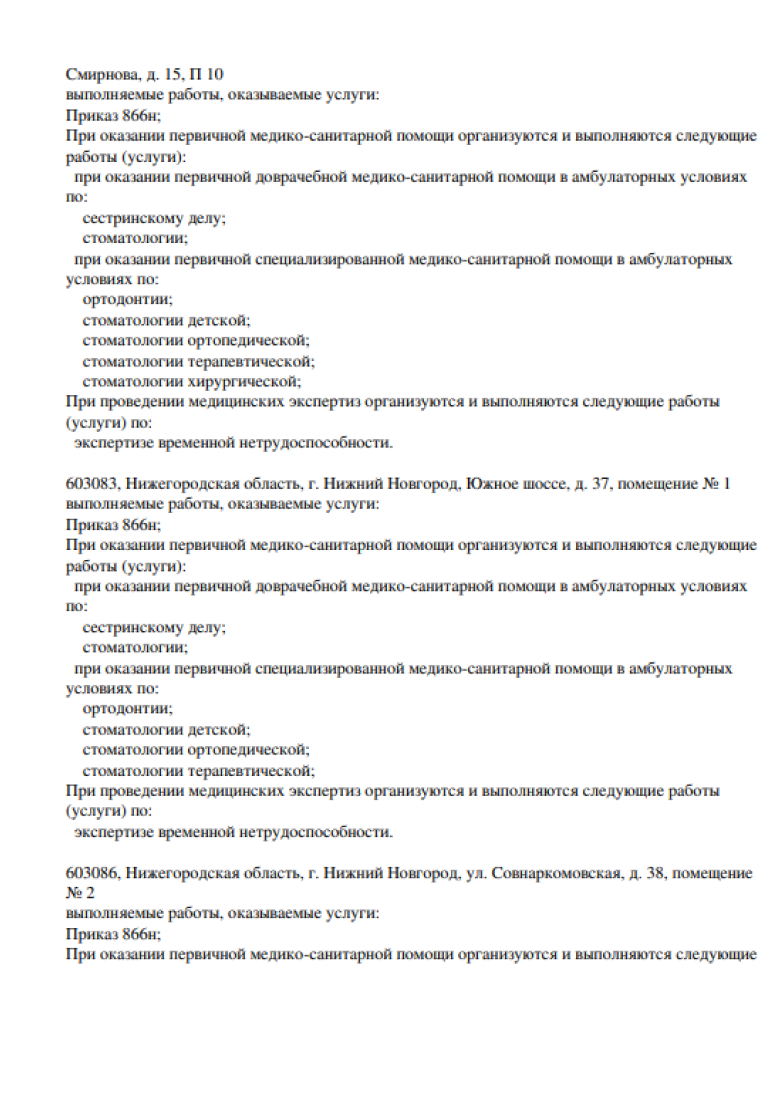 Смирнова, д. 15, П 10
выполняемые работы, оказываемые услуги:
Приказ 866н;
При оказании первичной медико-санитарной помощи организуются и выполняются следующие
работы (услуги):
при оказании первичной доврачебной медико-санитарной помощи в амбулаторных условиях
по:
сестринскому делу;
стоматологии;
при оказании первичной специализированной медико-санитарной помощи в амбулаторных
условиях по:
ортодонтии;
стоматологии детской;
стоматологии ортопедической;
стоматологии терапевтической;
стоматологии хирургической;
При проведении медицинских экспертиз организуются и выполняются следующие работы
(услуги) по:
экспертизе временной нетрудоспособности.
603083, Нижегородская область, г. Нижний Новгород, Южное шоссе, д. 37, помещение № 1
выполняемые работы, оказываемые услуги:
Приказ 866н;
При оказании первичной медико-санитарной помощи организуются и выполняются следующие
работы (услуги):
при оказании первичной доврачебной медико-санитарной помощи в амбулаторных условиях
по:
сестринскому делу;
стоматологии;
при оказании первичной специализированной медико-санитарной помощи в амбулаторных
условиях по:
ортодонтии;
стоматологии детской;
стоматологии ортопедической;
стоматологии терапевтической;
При проведении медицинских экспертиз организуются и выполняются следующие работы
(услуги) по:
экспертизе временной нетрудоспособности.
603086, Нижегородская область, г. Нижний Новгород, ул. Совнаркомовская, д. 38, помещение
№ 2
выполняемые работы, оказываемые услуги:
Приказ 866н;
При оказании первичной медико-санитарной помощи организуются и выполняются следующие